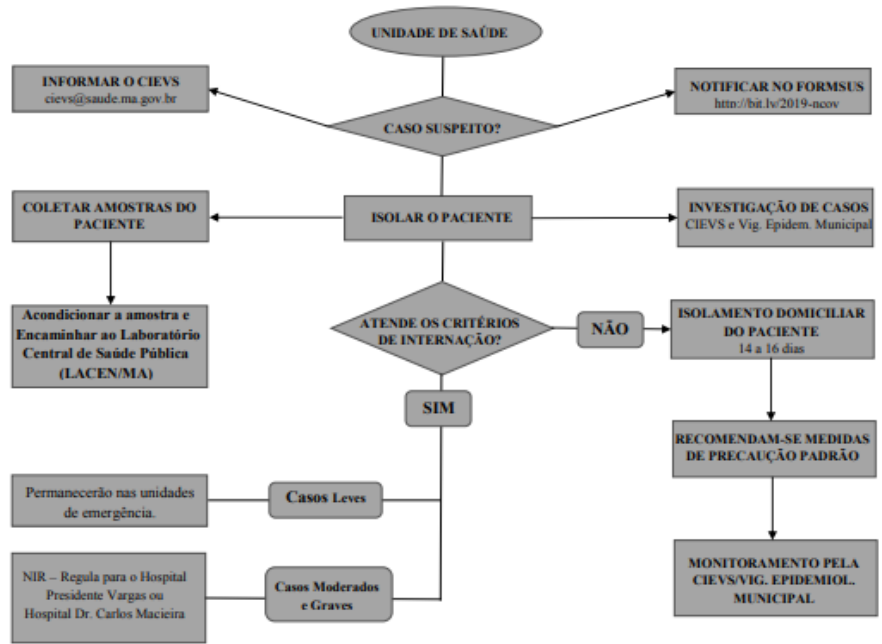 UNIDADE DE SAÚDE
INFORMAR O CIEVS
cievs@saude.ma.gov.br
NOTIFICAR NO FORMSUS
http://bit.lv/2019-ncov
CASO SUSPEITO?
COLETAR AMOSTRAS DO
PACIENTE
ISOLAR O PACIENTE
INVESTIGAÇÃO DE CASOS
CIEVS e Vig. Epidem. Municipal
Acondicionar a amostra e
Encaminhar ao Laboratório
Central de Saúde Pública
(LACEN/MA)
ATENDE OS CRITÉRIOS
DE INTERNAÇÃO?
NÃO
ISOLAMENTO DOMICILIAR
DO PACIENTE
14 a 16 dias
SIM
RECOMENDAM-SE MEDIDAS
DE PRECAUÇÃO PADRÃO
Permanecerão nas unidades
de emergência.
Casos Leves
NIR – Regula para o Hospital
Presidente Vargas ou
Hospital Dr. Carlos Macieira
Casos Moderados
e Graves
MONITORAMENTO PELA
CIEVS/VIG. EPIDEMIOL.
MUNICIPAL